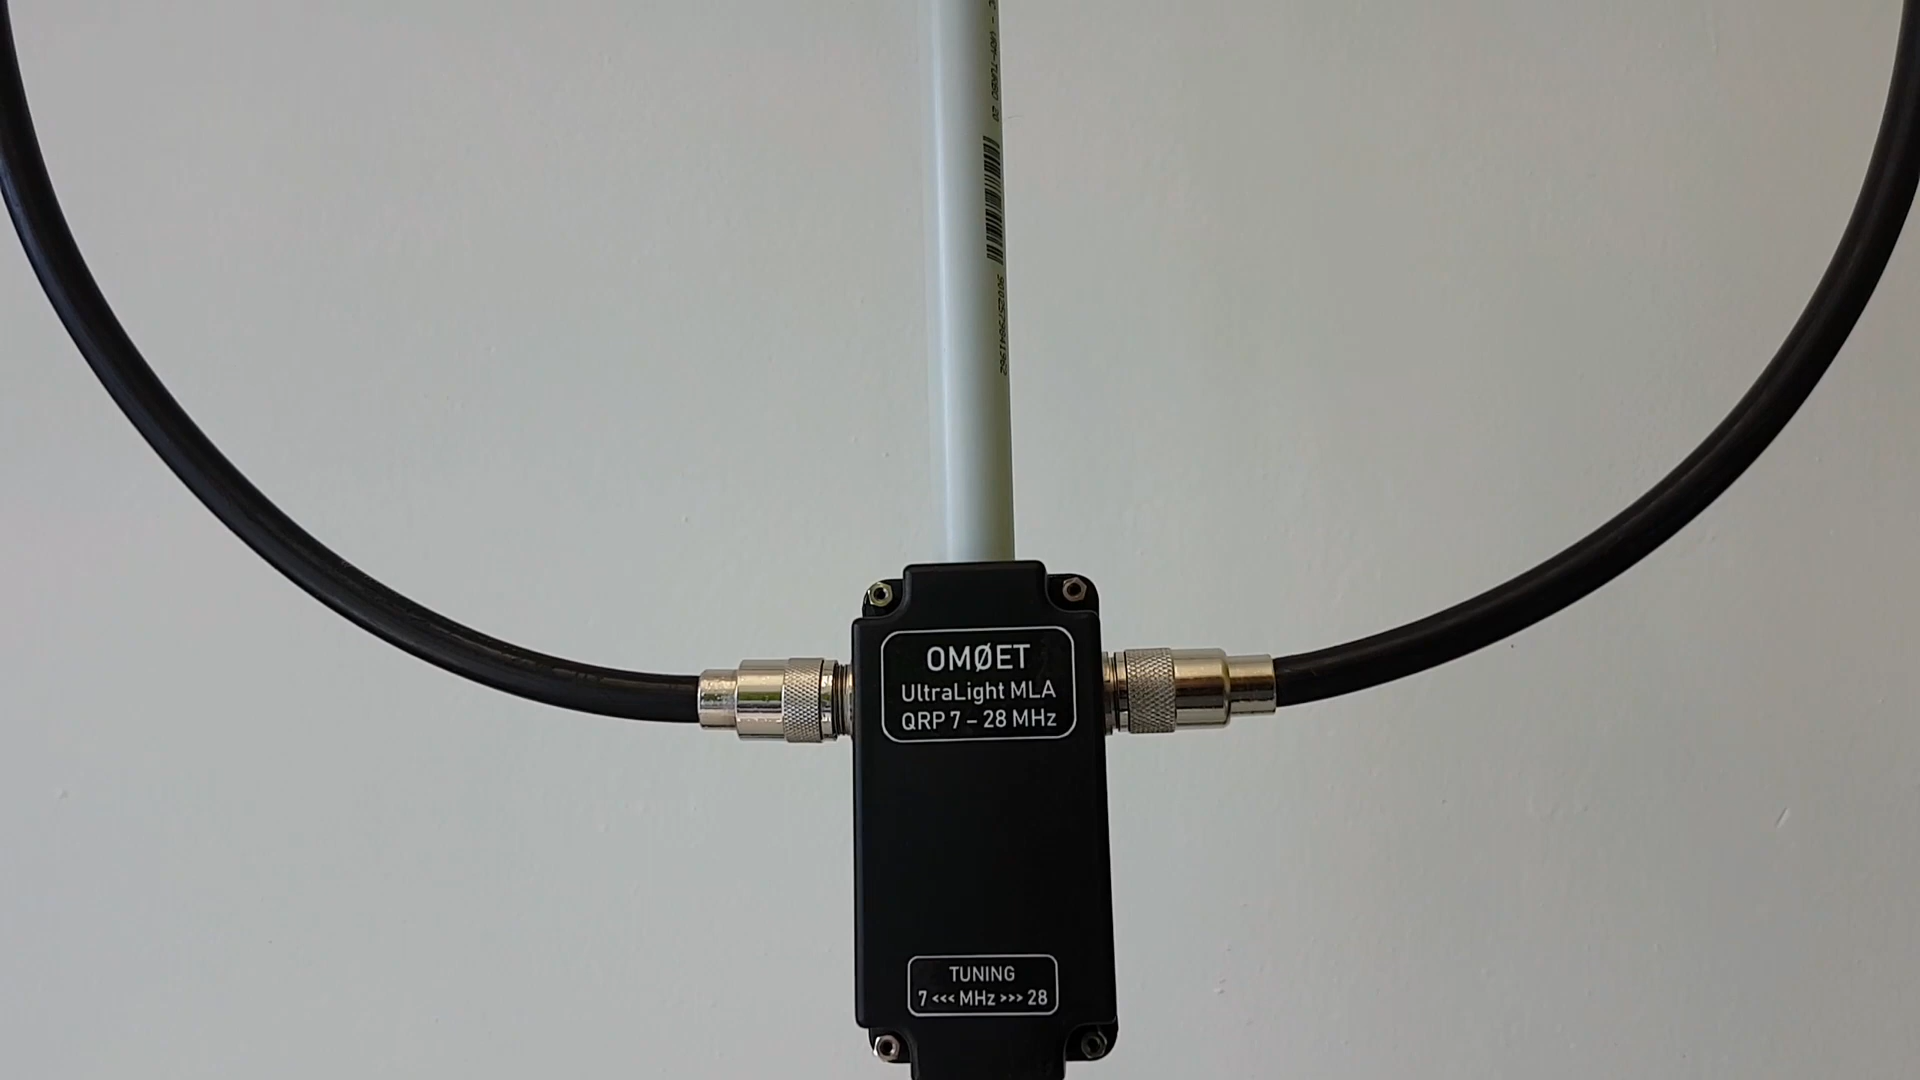 OMØET
UltraLight MLA
QRP 7 – 28 MHz
TUNING
7 <<< MHz >>> 28